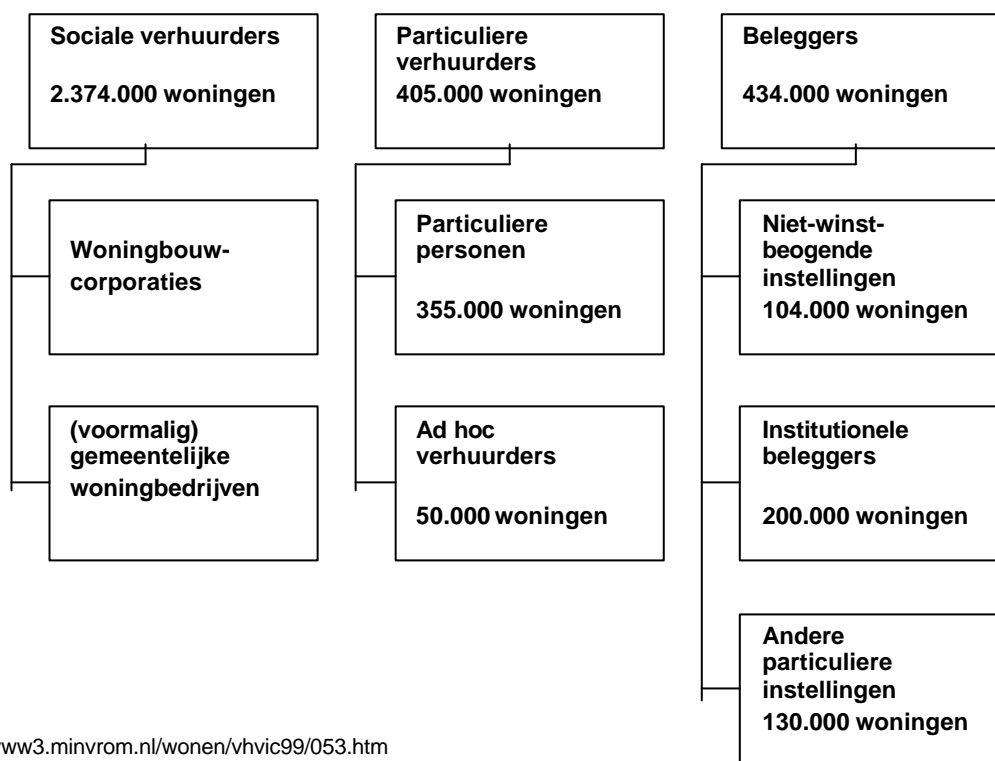 Sociale verhuurders
2.374.000 woningen
Particuliere
verhuurders
405.000 woningen
Beleggers
434.000 woningen
Woningbouw-
corporaties
Particuliere
personen
355.000 woningen
Niet-winst-
beogende
instellingen
104.000 woningen
(voormalig)
gemeentelijke
woningbedrijven
Ad hoc
verhuurders
50.000 woningen
Institutionele
beleggers
200.000 woningen
Andere
particuliere
instellingen
130.000 woningen
ww3.minvrom.nl/wonen/vhvic99/053.htm